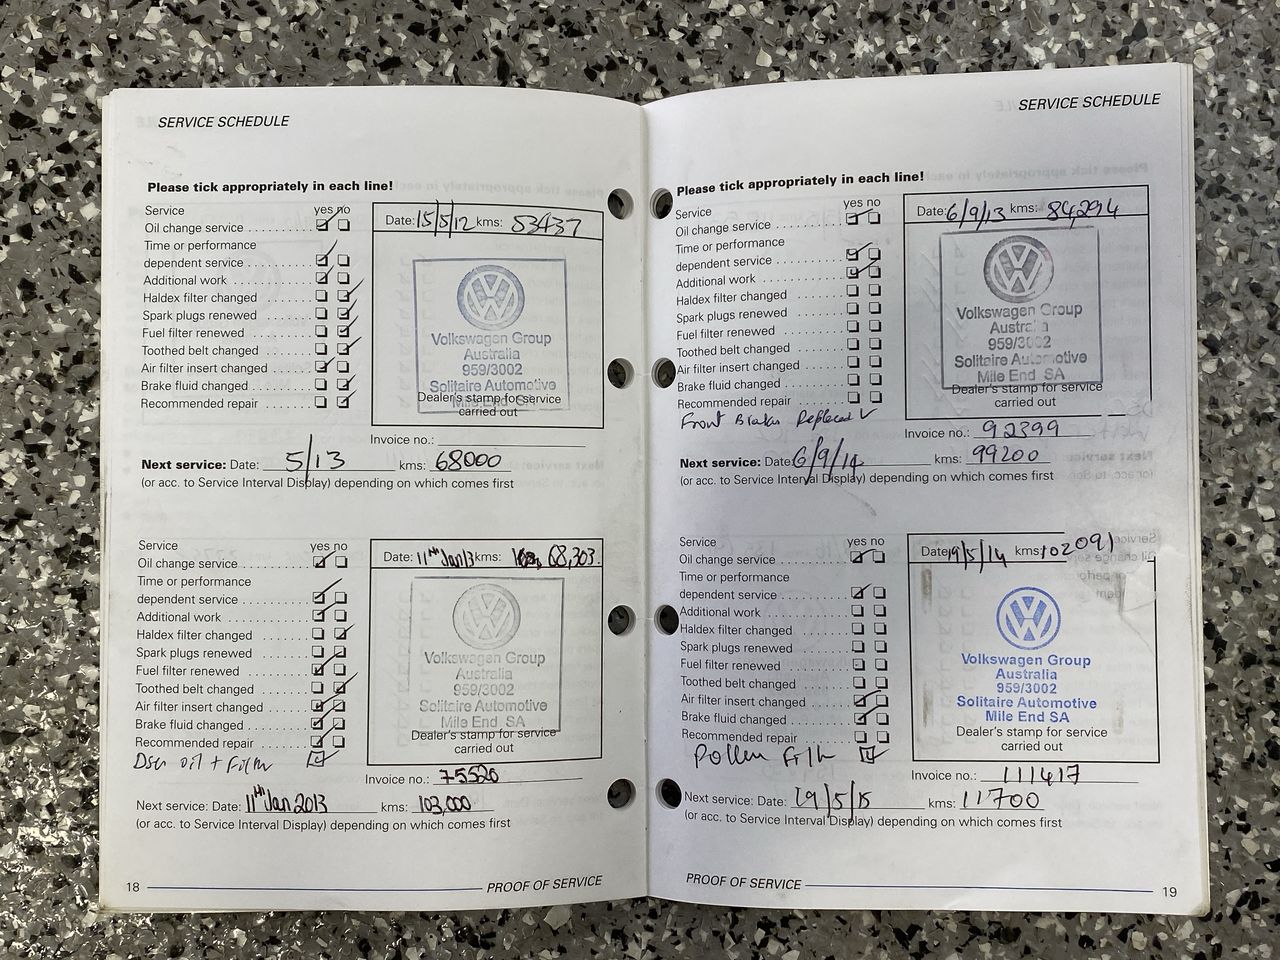 SERVICE SCHEDULE
Please tick appropriately in each line!
Service yes no
Oil change service
Time or performance
dependent service
Additional work
Haldex filter changed
Spark plugs renewed
Fuel filter renewed
Toothed belt changed
Air filter insert changed
Brake fluid changed
Recommended repair
Date: 15/5/12 kms: 53437
Volkswagen Group
Australia
959/3002
Solitaire Automotive
Mile End SA
Dealer's stamp for service
carried out
Invoice no.:
Next service: Date: 5/13 kms: 68000
(or acc. to Service Interval Display) depending on which comes first
Service yes no
Oil change service
Time or performance
dependent service
Additional work
Haldex filter changed
Spark plugs renewed
Fuel filter renewed
Toothed belt changed
Air filter insert changed
Brake fluid changed
Recommended repair
DSG oil + Filter
Date: 11th Jan/13 kms: 68,303.
Volkswagen Group
Australia
959/3002
Solitaire Automotive
Mile End SA
Dealer's stamp for service
carried out
Invoice no.: 75520
Next service: Date: 11th Jan 2013 kms: 103,000
(or acc. to Service Interval Display) depending on which comes first
18 PROOF OF SERVICE
SERVICE SCHEDULE
Please tick appropriately in each line!
Service yes no
Oil change service
Time or performance
dependent service
Additional work
Haldex filter changed
Spark plugs renewed
Fuel filter renewed
Toothed belt changed
Air filter insert changed
Brake fluid changed
Recommended repair
Front Brakes Replaced
Date: 6/9/13 kms: 84294
Volkswagen Group
Australia
959/3002
Solitaire Automotive
Mile End SA
Dealer's stamp for service
carried out
Invoice no.: 92399
Next service: Date: 6/9/14 kms: 99200
(or acc. to Service Interval Display) depending on which comes first
Service yes no
Oil change service
Time or performance
dependent service
Additional work
Haldex filter changed
Spark plugs renewed
Fuel filter renewed
Toothed belt changed
Air filter insert changed
Brake fluid changed
Recommended repair
Pollen Filter
Date: 19/5/14 kms: 102091
Volkswagen Group
Australia
959/3002
Solitaire Automotive
Mile End SA
Dealer's stamp for service
carried out
Invoice no.: 111417
Next service: Date: 19/5/15 kms: 11700
(or acc. to Service Interval Display) depending on which comes first
PROOF OF SERVICE 19